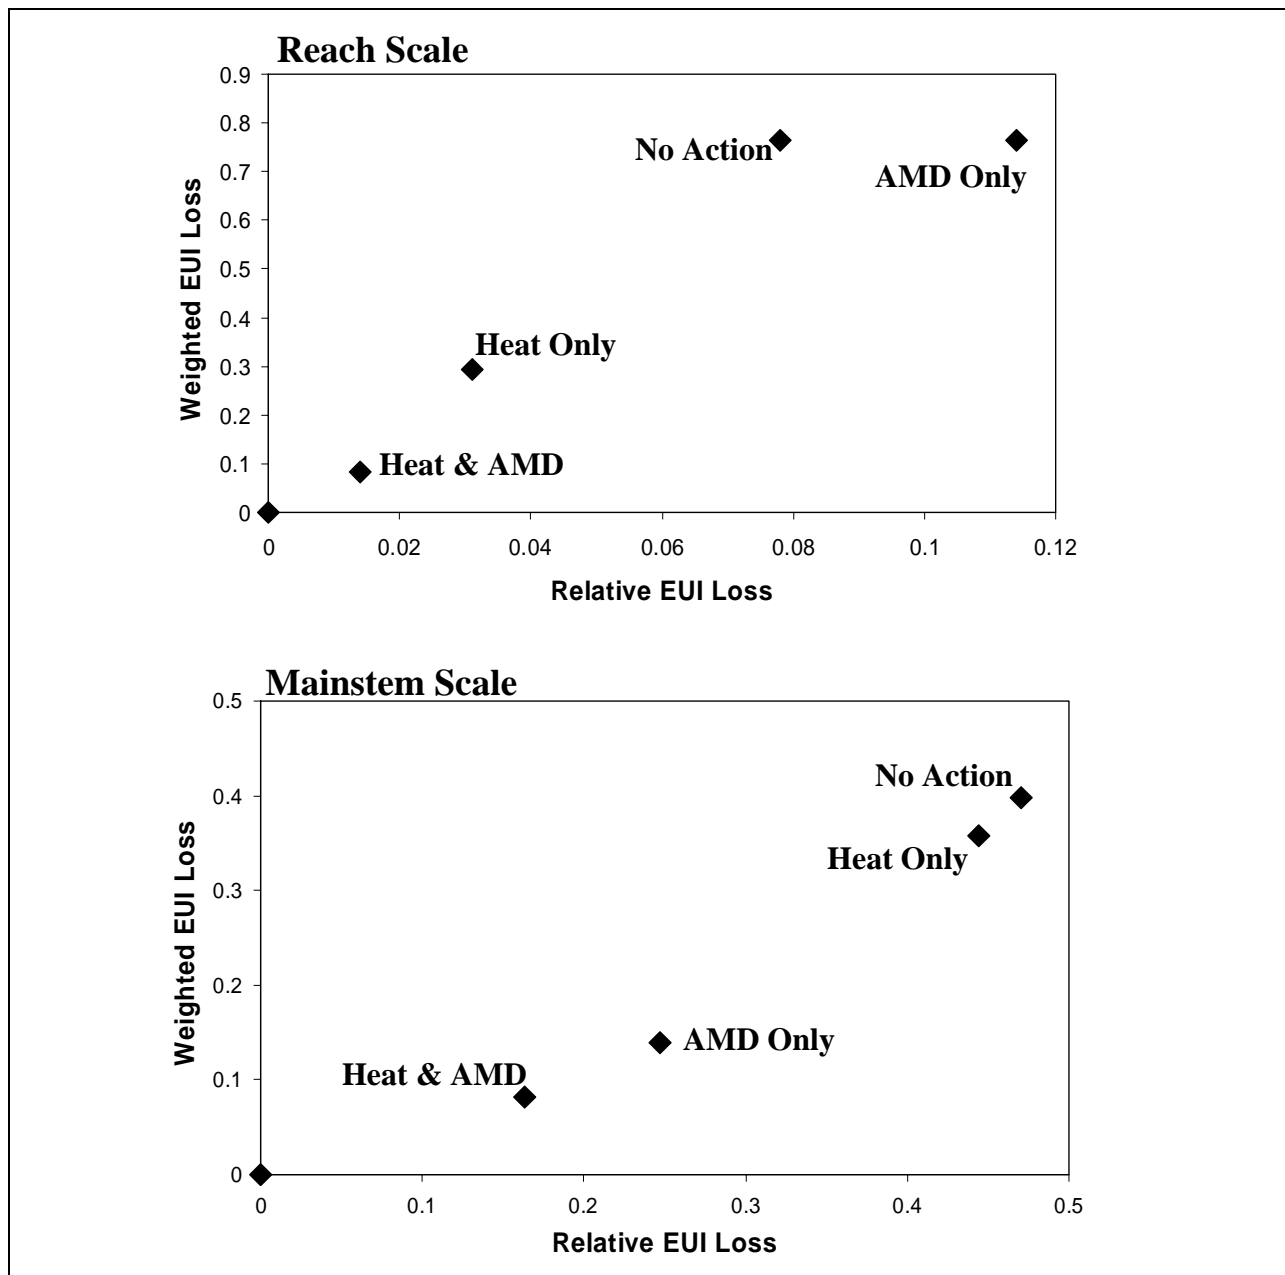 Reach Scale
0.9
0.8
No Action
AMD Only
0.7
0.6
0.5
0.4
Heat Only
0.3
0.2
Heat & AMD
0.1
0
Weighted EUI Loss
0 0.02 0.04 0.06 0.08 0.1 0.12
Relative EUI Loss
Mainstem Scale
0.5
No Action
0.4
Heat Only
0.3
0.2
AMD Only
Heat & AMD
0.1
0
Weighted EUI Loss
0 0.1 0.2 0.3 0.4 0.5
Relative EUI Loss